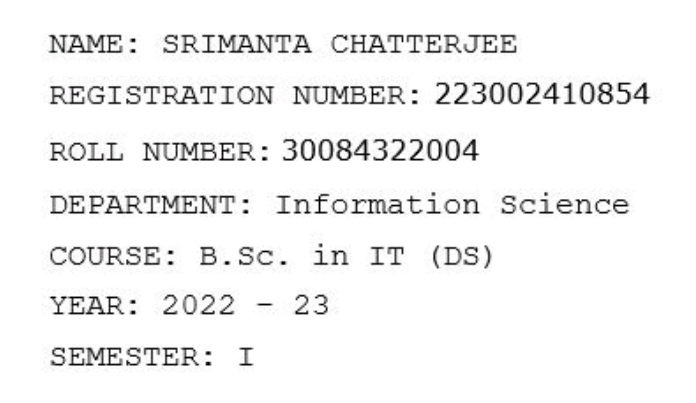 NAME: SRIMANTA CHATTERJEE
REGISTRATION NUMBER: 223002410854
ROLL NUMBER: 30084322004
DEPARTMENT: Information Science
COURSE: B.Sc. in IT (DS)
YEAR: 2022 – 23
SEMESTER: I